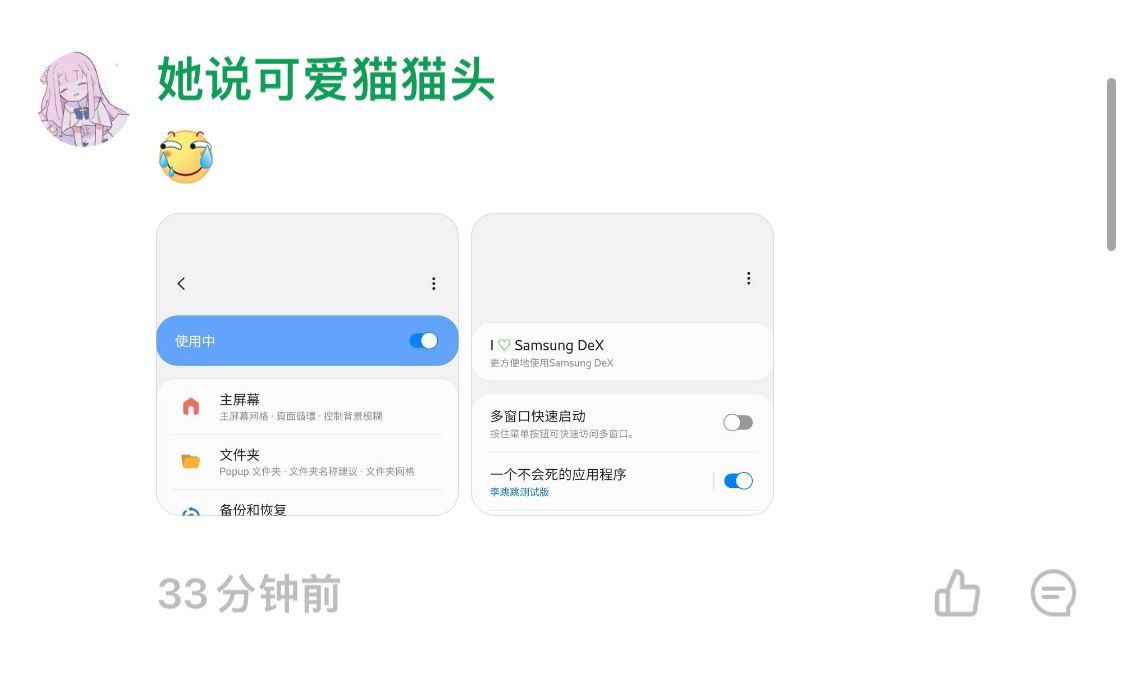 她说可爱猫猫头
使用中
主屏幕
主屏幕网格 · 頁面循環 · 控制背景模糊
文件夹
Popup 文件夹 · 文件夹名称建议 · 文件夹网格
备份和恢复
I ♡ Samsung DeX
更方便地使用Samsung DeX
多窗口快速启动
按住菜单按钮可快速访问多窗口。
一个不会死的应用程序
李跳跳测试版
33 分钟前